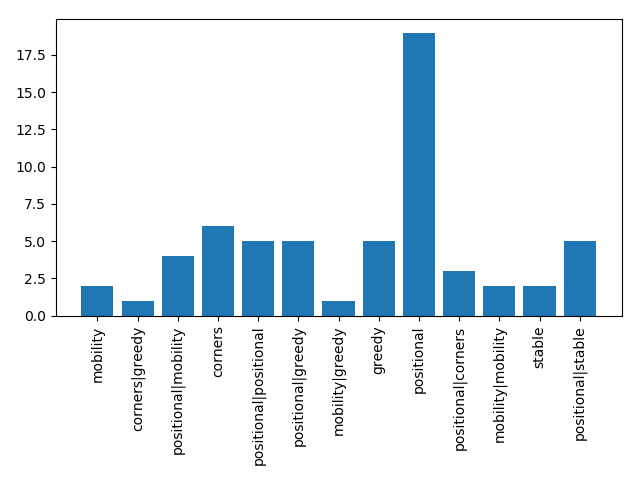 17.5
15.0
12.5
10.0
7.5
5.0
2.5
0.0
mobility
corners|greedy
positional|mobility
corners
positional|positional
positional|greedy
mobility|greedy
greedy
positional
positional|corners
mobility|mobility
stable
positional|stable